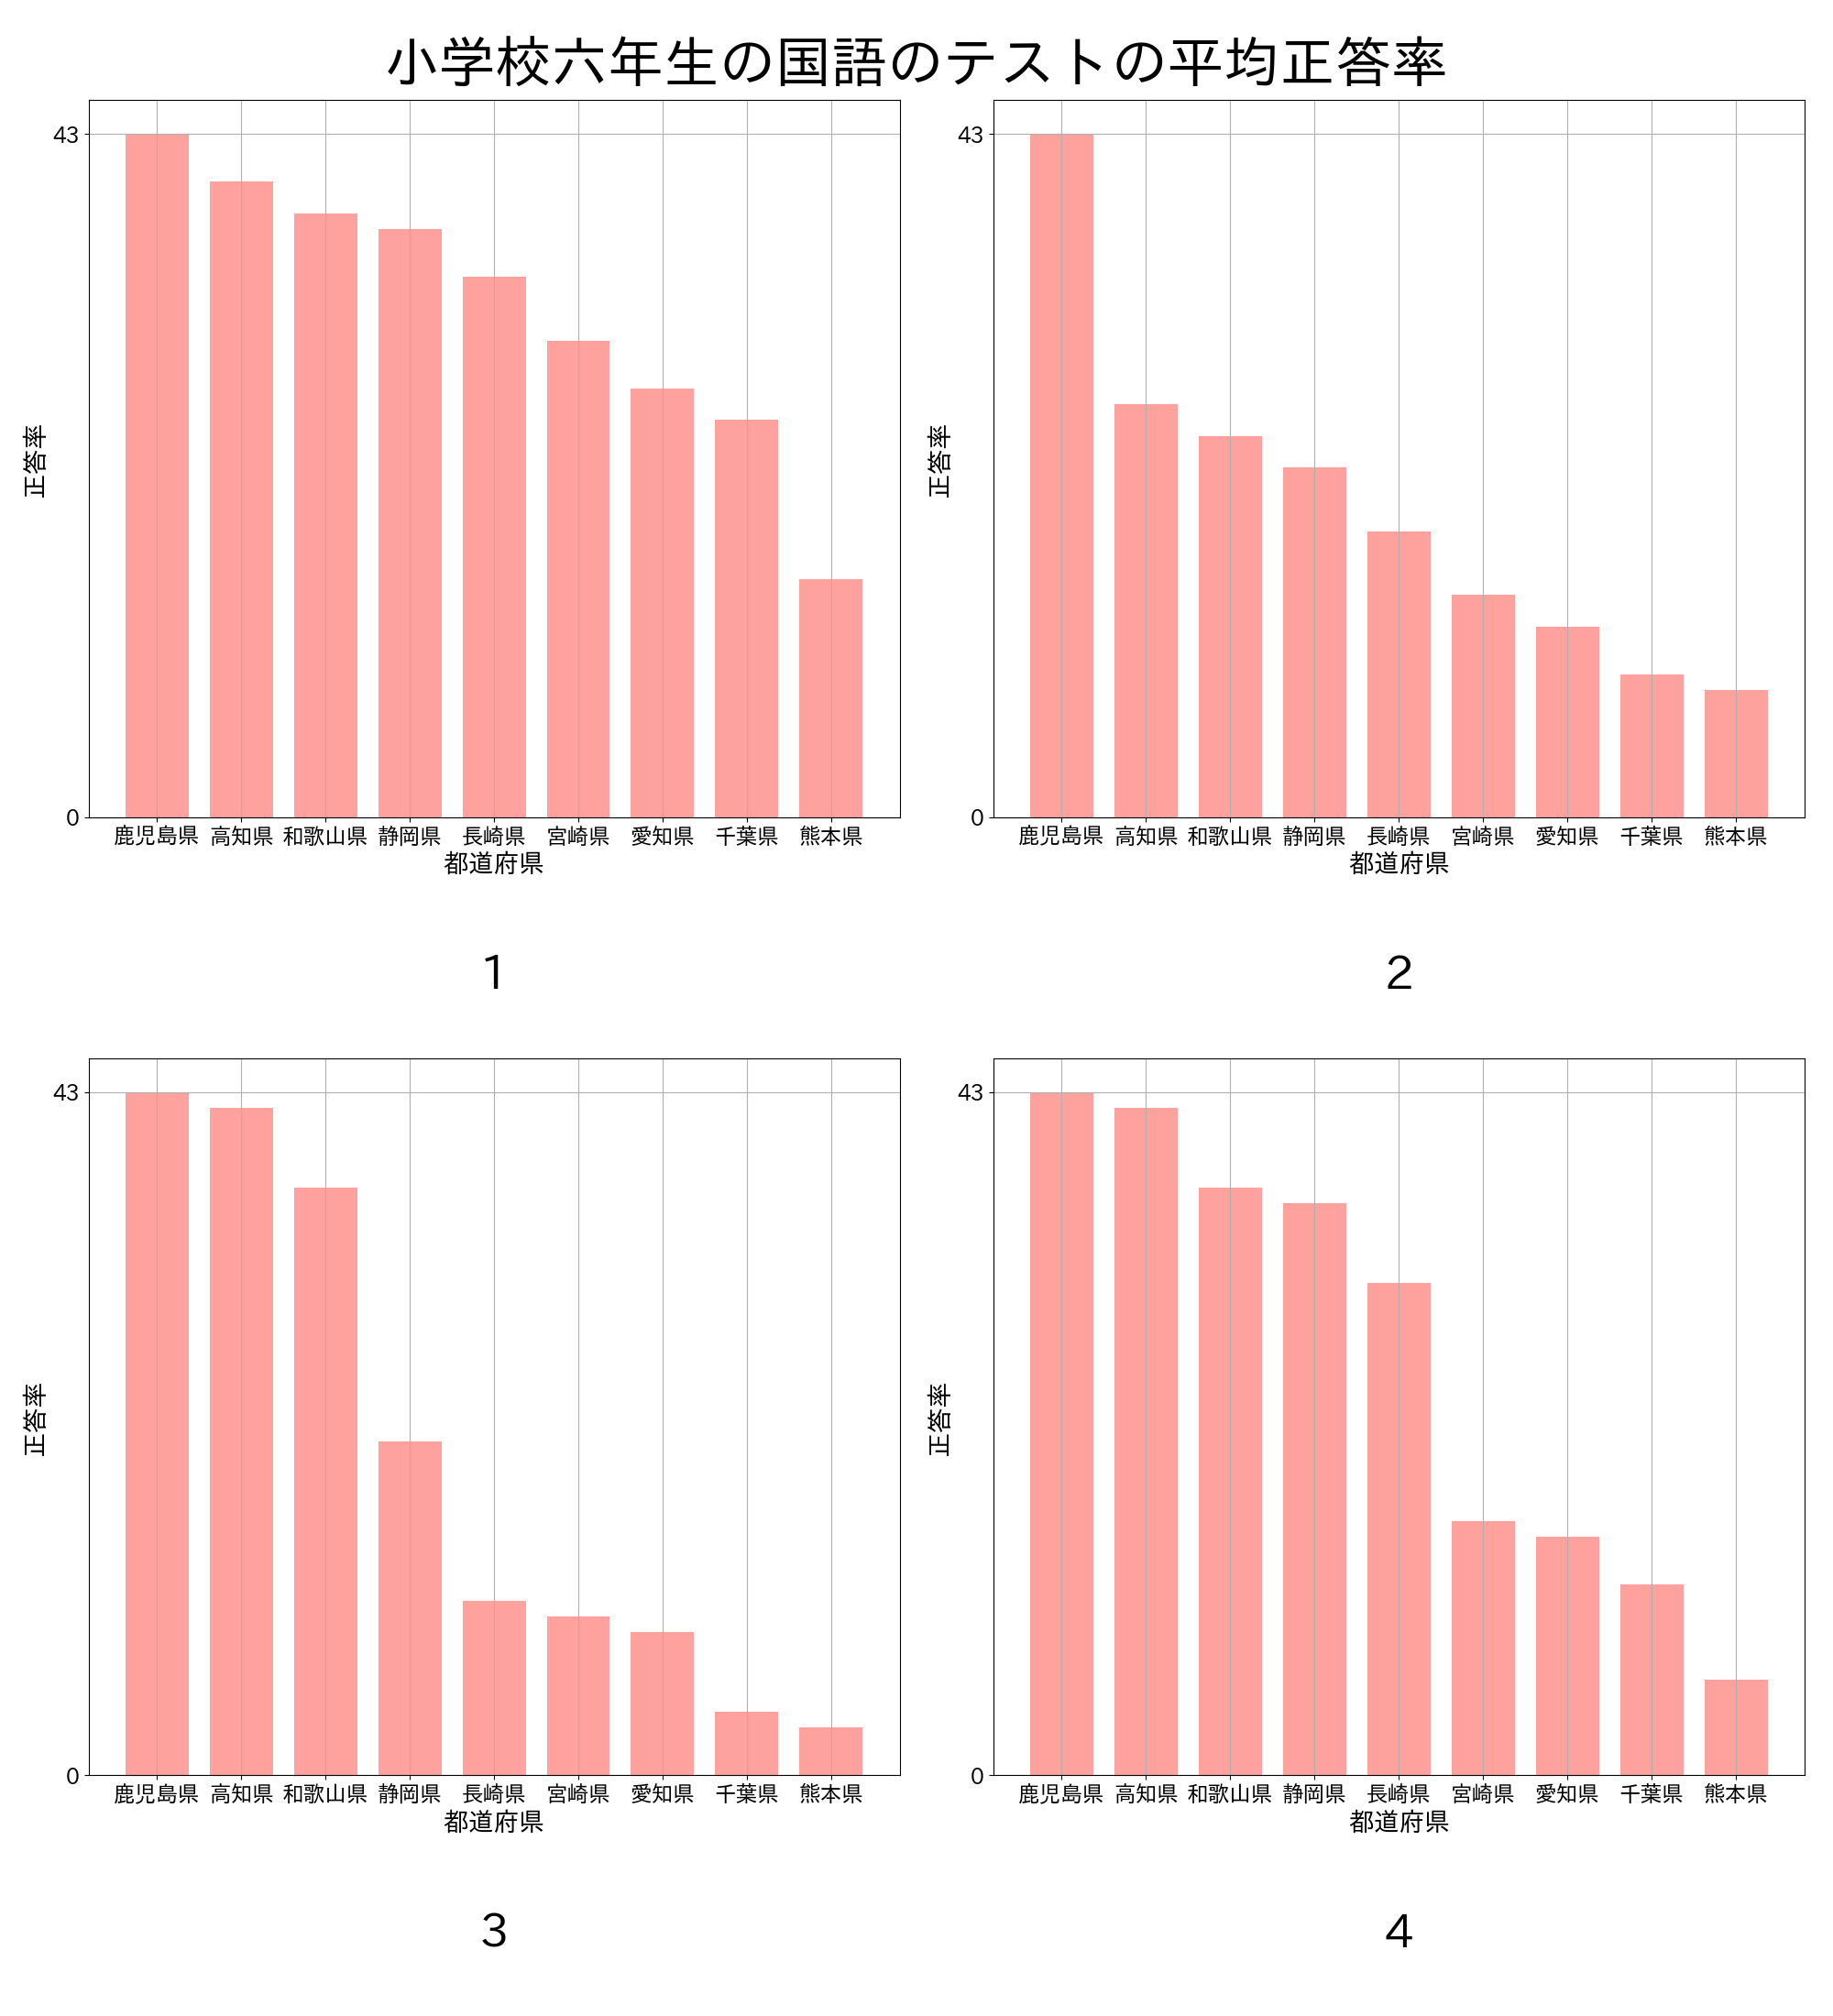 小学校六年生の国語のテストの平均正答率
43
0
正答率
鹿児島県 高知県 和歌山県 静岡県 長崎県 宮崎県 愛知県 千葉県 熊本県
都道府県
1
43
0
正答率
鹿児島県 高知県 和歌山県 静岡県 長崎県 宮崎県 愛知県 千葉県 熊本県
都道府県
2
43
0
正答率
鹿児島県 高知県 和歌山県 静岡県 長崎県 宮崎県 愛知県 千葉県 熊本県
都道府県
3
43
0
正答率
鹿児島県 高知県 和歌山県 静岡県 長崎県 宮崎県 愛知県 千葉県 熊本県
都道府県
4